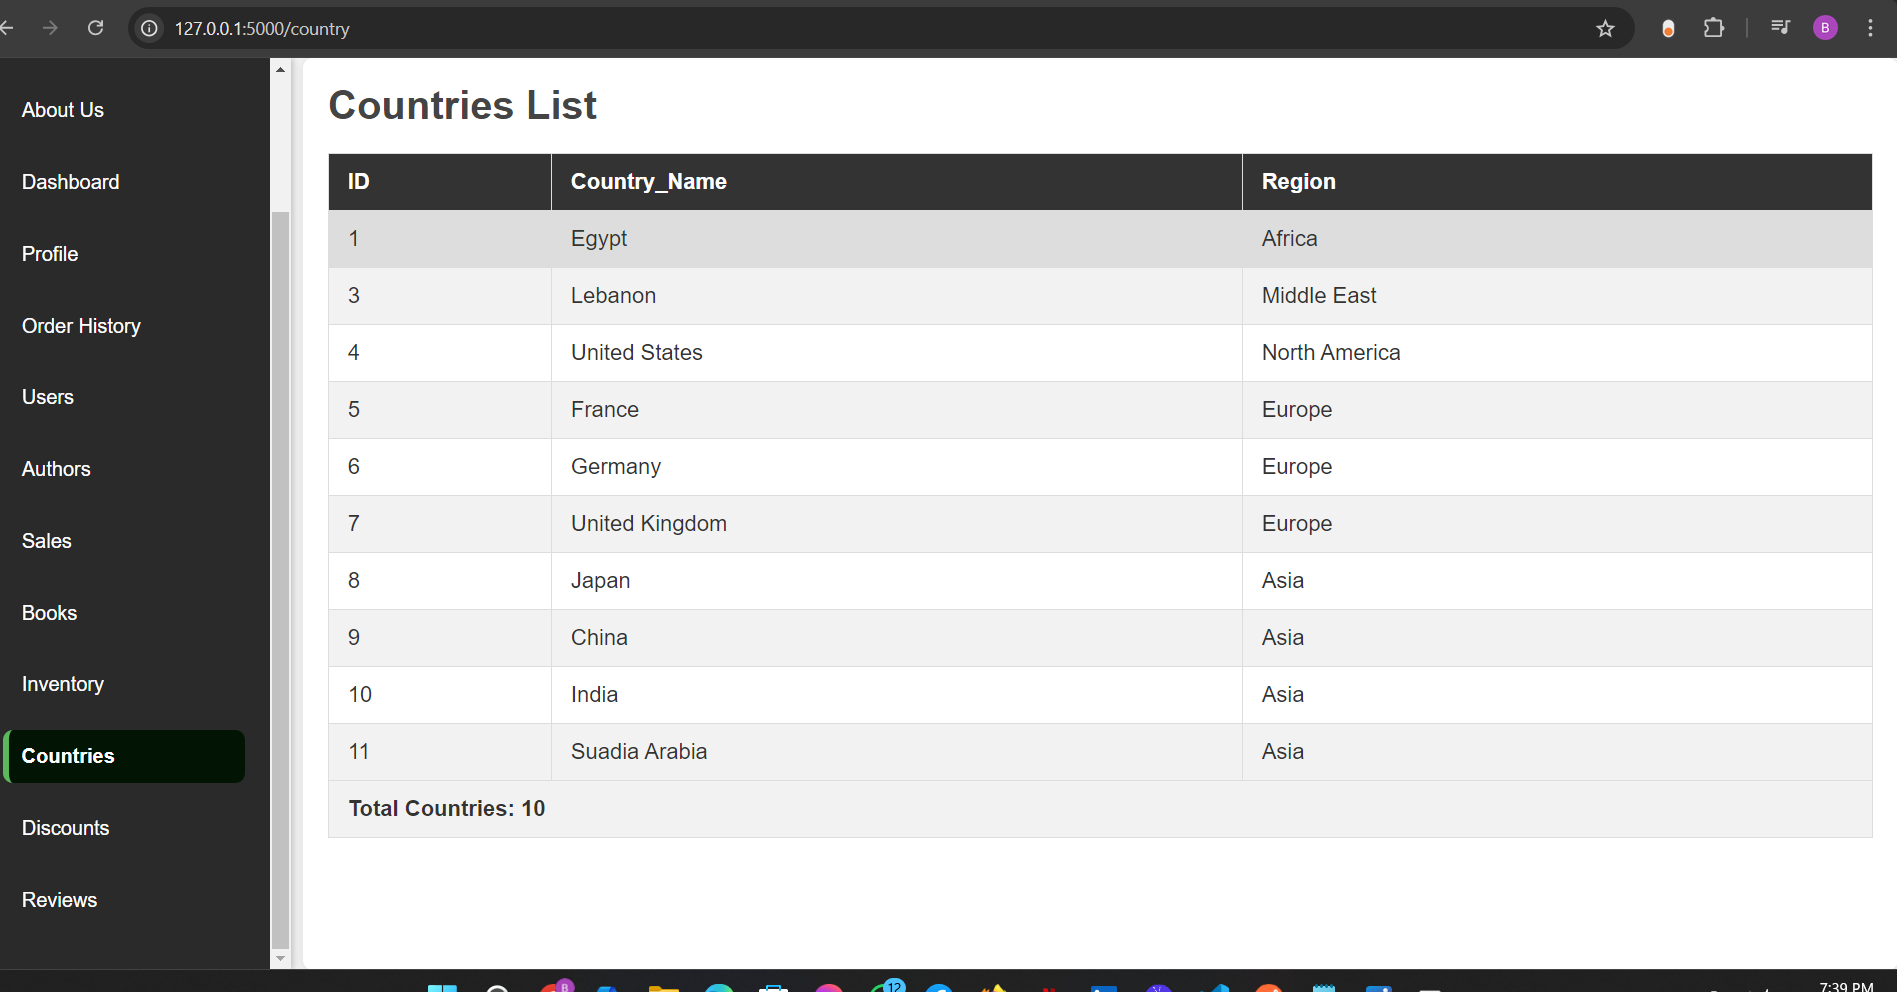 127.0.0.1:5000/country
B
About Us
Dashboard
Profile
Order History
Users
Authors
Sales
Books
Inventory
Countries
Discounts
Reviews
Countries List
ID Country_Name Region
1 Egypt Africa
3 Lebanon Middle East
4 United States North America
5 France Europe
6 Germany Europe
7 United Kingdom Europe
8 Japan Asia
9 China Asia
10 India Asia
11 Suadia Arabia Asia
Total Countries: 10
B
12
7:39 PM